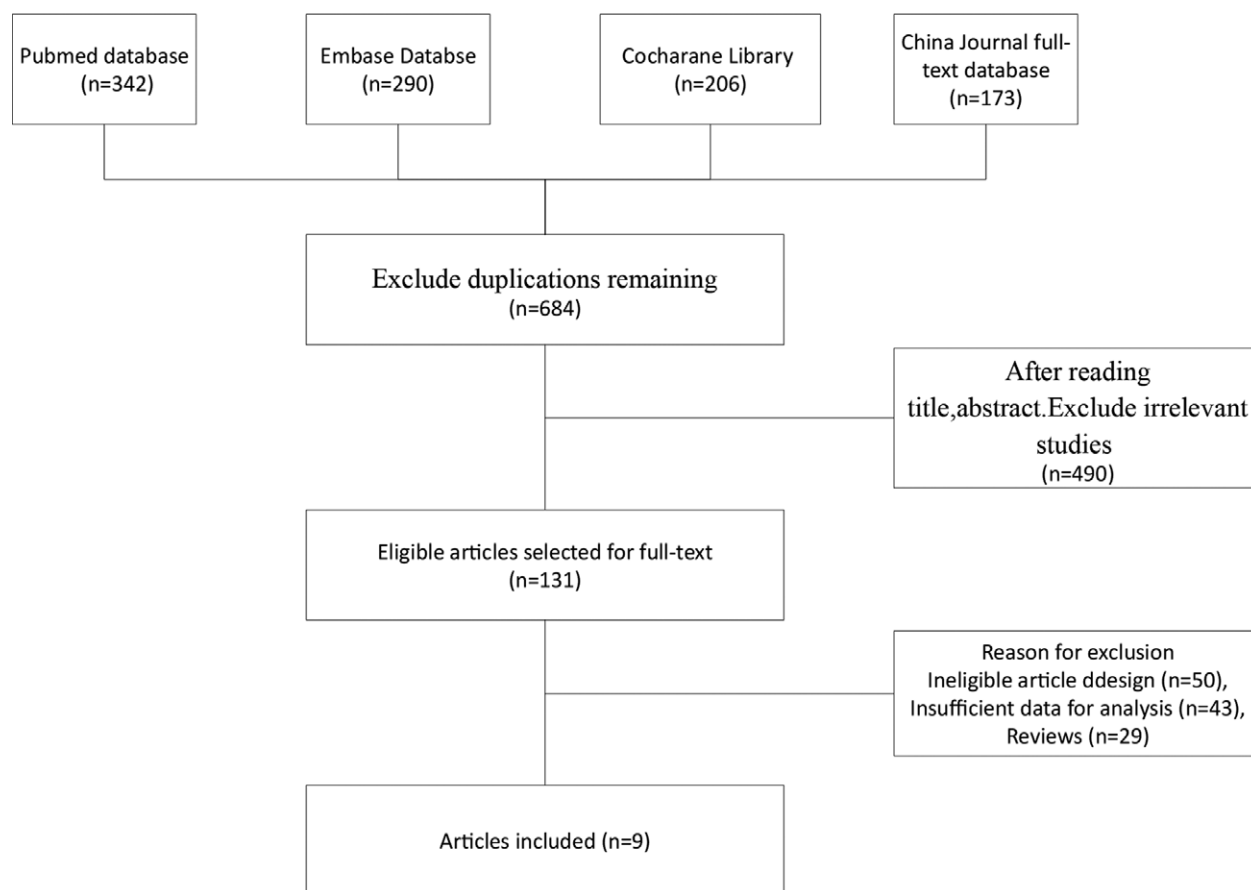 Pubmed database
(n=342)
Embase Databse
(n=290)
Cocharane Library
(n=206)
China Journal full-
text database
(n=173)
Exclude duplications remaining
(n=684)
After reading
title,abstract.Exclude irrelevant
studies
(n=490)
Eligible articles selected for full-text
(n=131)
Reason for exclusion
Ineligible article ddesign (n=50),
Insufficient data for analysis (n=43),
Reviews (n=29)
Articles included (n=9)